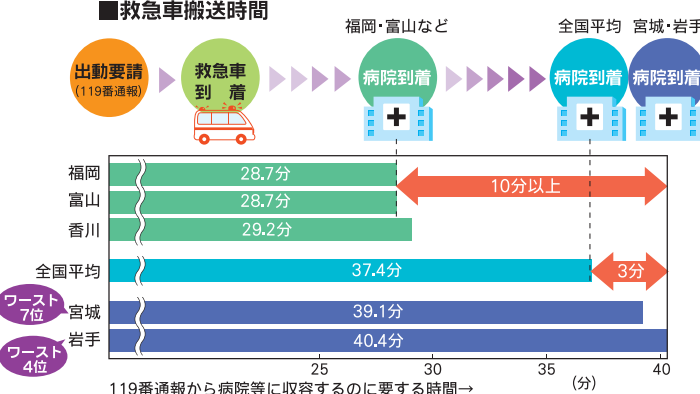 ■救急車搬送時間
福岡・富山など
全国平均
宮城・岩手
出動要請
(119番通報)
救急車
到 着
病院到着
病院到着
病院到着
福岡
28.7分
10分以上
富山
28.7分
香川
29.2分
全国平均
37.4分
3分
ワースト
7位
宮城
39.1分
岩手
40.4分
ワースト
4位
25
30
35
40
(分)
119番通報から病院等に収容するのに要する時間→